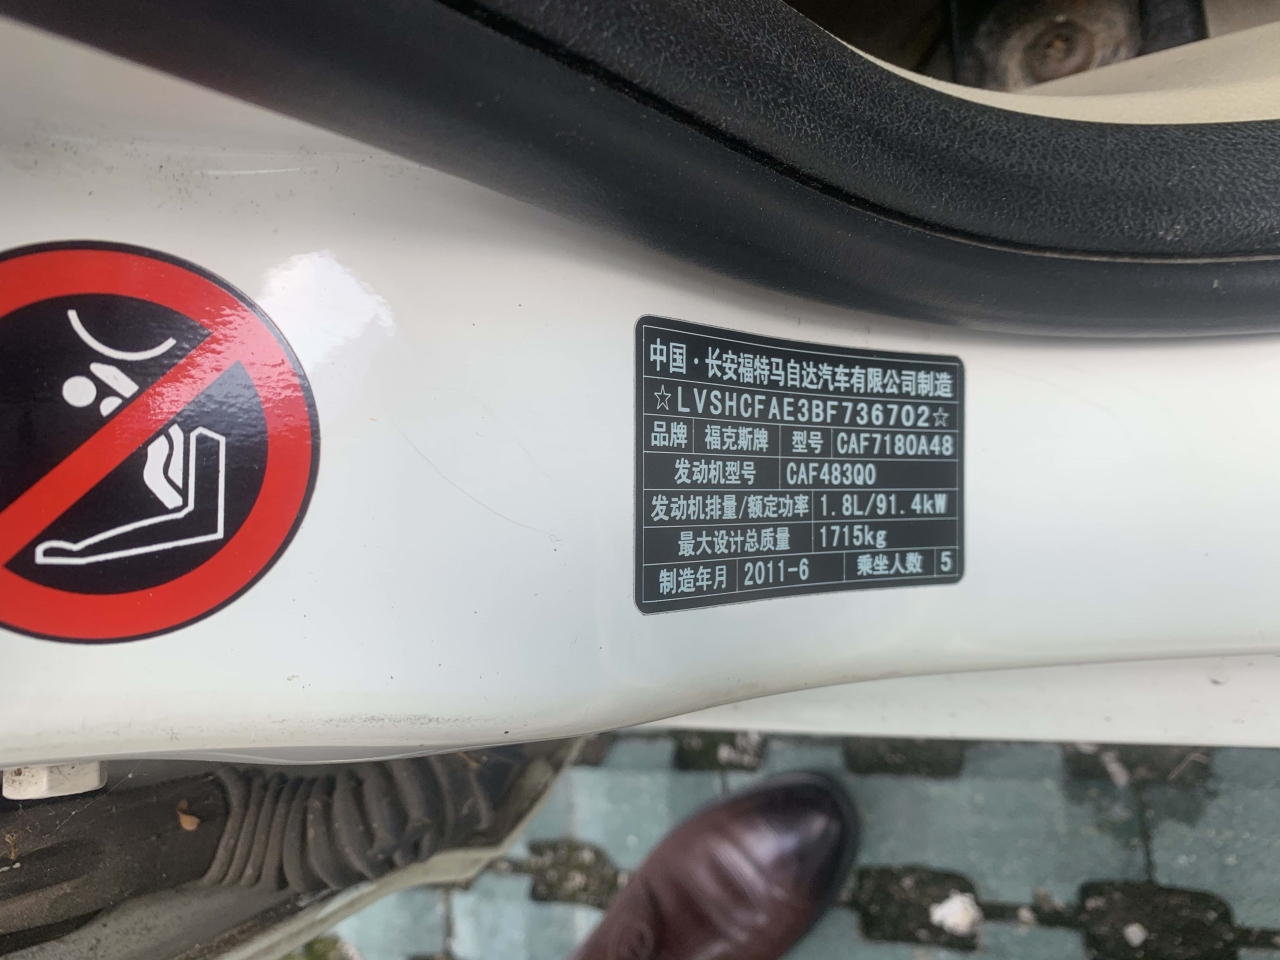 中国·长安福特马自达汽车有限公司制造
☆LVSHCFAE3BF736702☆
品牌 福克斯牌 型号 CAF7180A48
发动机型号 CAF483Q0
发动机排量/额定功率 1.8L/91.4kW
最大设计总质量 1715kg
制造年月 2011-6 乘坐人数 5